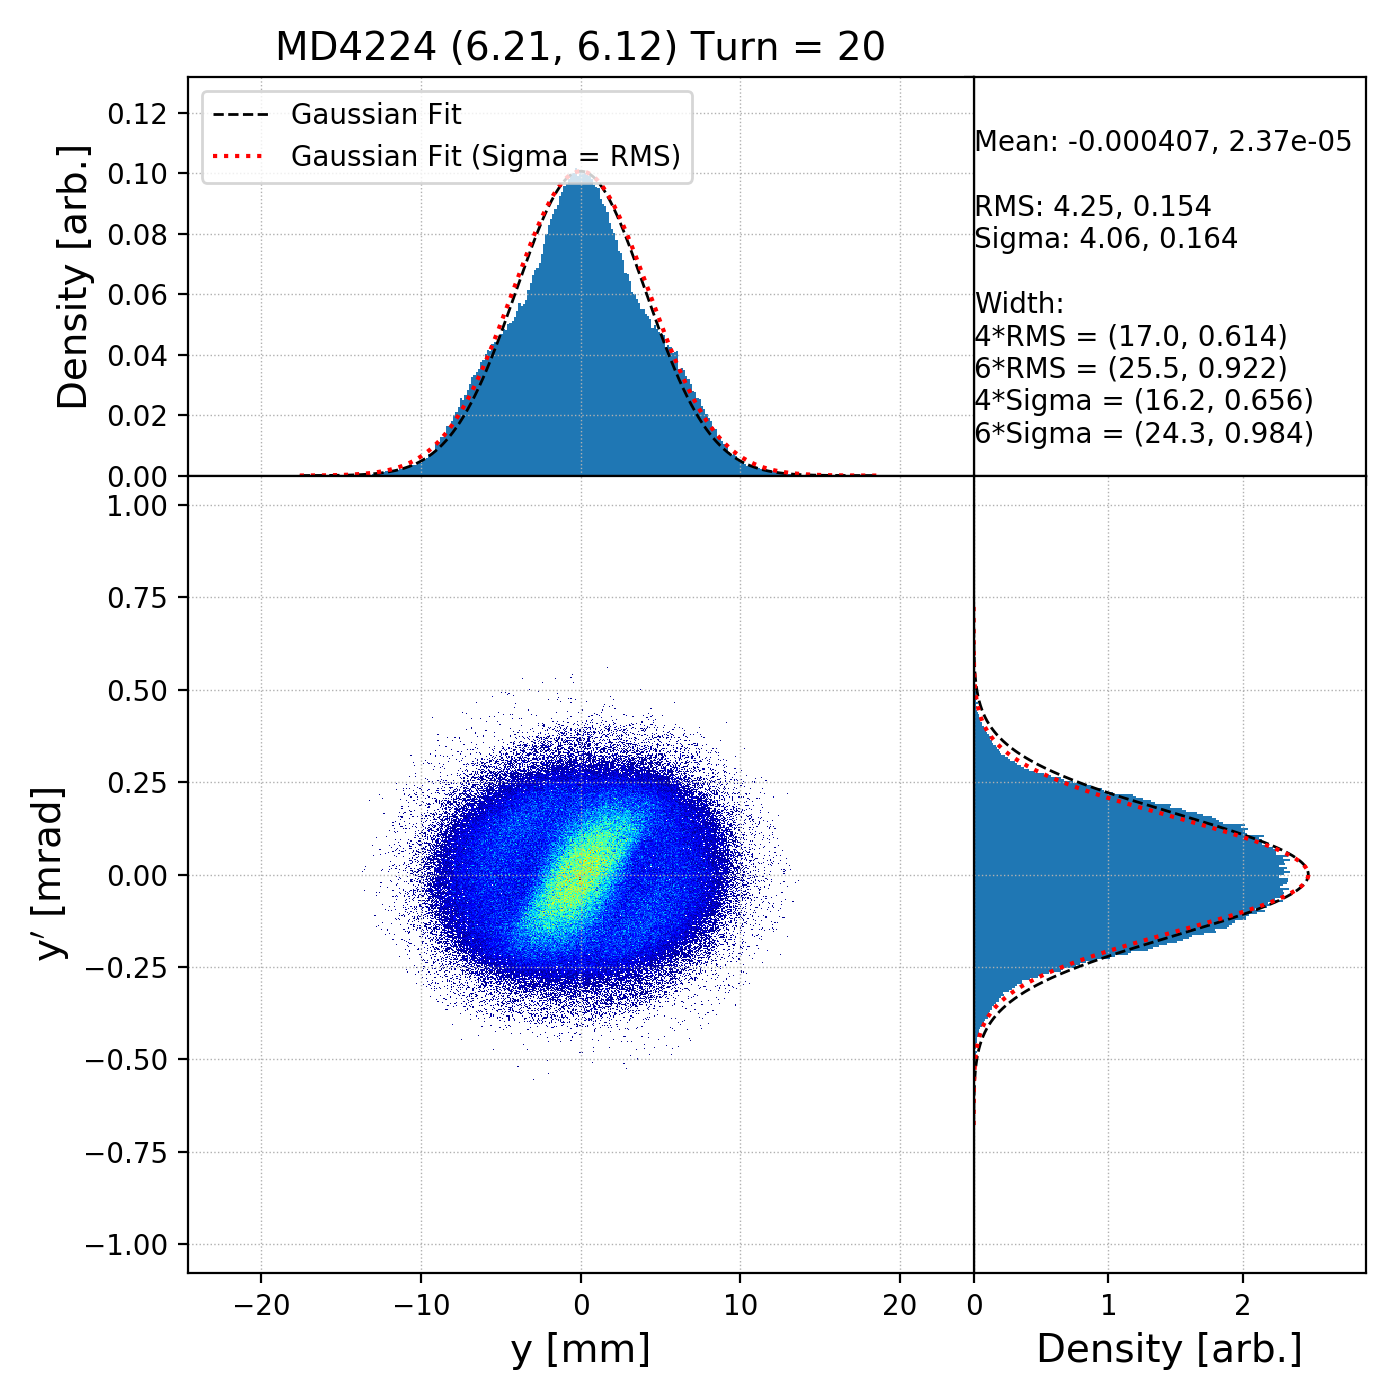 MD4224 (6.21, 6.12) Turn = 20
Gaussian Fit
Gaussian Fit (Sigma = RMS)
Density [arb.]
0.12
0.10
0.08
0.06
0.04
0.02
0.00
Mean: -0.000407, 2.37e-05
RMS: 4.25, 0.154
Sigma: 4.06, 0.164
Width:
4*RMS = (17.0, 0.614)
6*RMS = (25.5, 0.922)
4*Sigma = (16.2, 0.656)
6*Sigma = (24.3, 0.984)
y′ [mrad]
1.00
0.75
0.50
0.25
0.00
−0.25
−0.50
−0.75
−1.00
−20 −10 0 10 20
y [mm]
0 1 2
Density [arb.]